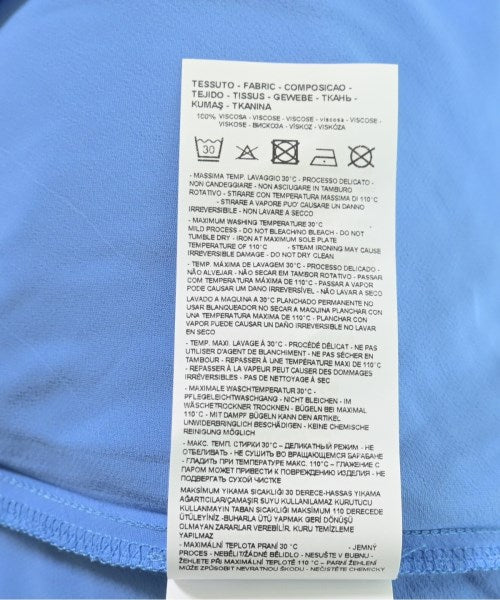 TESSUTO - FABRIC - COMPOSICAO -
TEJIDO - TISSUS - GEWEBE - ТКАНЬ -
KUMAŞ - TKANINA
100% VISCOSA - VISCOSE - VISCOSE - viscosa - VISCOSE -
VISKOSE - ВИСКОЗА - VİSKOZ - VISKÓZA
30
- MASSIMA TEMP. LAVAGGIO 30°C - PROCESSO DELICATO -
NON CANDEGGIARE - NON ASCIUGARE IN TAMBURO
ROTATIVO - STIRARE CON TEMPERATURA MASSIMA DI 110°C
- STIRARE A VAPORE PUO' CAUSARE UN DANNO
IRREVERSIBILE - NON LAVARE A SECCO
- MAXIMUM WASHING TEMPERATURE 30°C
MILD PROCESS - DO NOT BLEACH/NO BLEACH - DO NOT
TUMBLE DRY - IRON AT MAXIMUM SOLE PLATE
TEMPERATURE OF 110°C - STEAM IRONING MAY CAUSE
IRREVERSIBLE DAMAGE - DO NOT DRY CLEAN
- TEMP. MÁXIMA DE LAVAGEM 30°C - PROCESSO DELICADO -
NÃO ALVEJAR - NÃO SECAR EM TAMBOR ROTATIVO - PASSAR
COM TEMPERATURA MÁXIMA DE 110°C - PASSAR A VAPOR
PODE CAUSAR UM DANO IRREVERSÍVEL - NÃO LAVAR A SECO
LAVADO A MAQUINA A 30°C PLANCHADO PERMANENTE NO
USAR BLANQUEADOR NO SECAR A MAQUINA PLANCHAR CON
UNA TEMPERATURA MAXIMA DE 110°C - PLANCHAR CON
VAPOR PUEDE CAUSAR UN DAÑO IRREVERSIBLE NO LAVAR
EN SECO
- TEMP. MAXI. LAVAGE À 30°C - PROCÉDÉ DÉLICAT - NE PAS
UTILISER D'AGENT DE BLANCHIMENT - NE PAS SÉCHER EN
TAMBOUR - REPASSER À UNE TEMPÉRATURE MAXI DE 110°C
- REPASSER À LA VAPEUR PEUT CAUSER DES DOMMAGES
IRRÉVERSIBLES - PAS DE NETTOYAGE À SEC
- MAXIMALE WASCHTEMPERATUR 30°C -
PFLEGELEICHTWASCHGANG - NICHT BLEICHEN - IM
WÄSCHETROCKNER TROCKNEN - BÜGELN BEI MAXIMAL
110°C - MIT DAMPF BÜGELN KANN DEN ARTIKEL
UNWIDERBRINGLICH BESCHÄDIGEN - KEINE CHEMISCHE
REINIGUNG MÖGLICH
- МАКС. ТЕМП. СТИРКИ 30°C – ДЕЛИКАТНЫЙ РЕЖИМ - НЕ
ОТБЕЛИВАТЬ - НЕ СУШИТЬ ВО ВРАЩАЮЩЕМСЯ БАРАБАНЕ
- ГЛАДИТЬ ПРИ ТЕМПЕРАТУРЕ МАКС. 110°C – ГЛАЖЕНИЕ С
ПАРОМ МОЖЕТ ПРИВЕСТИ К ПОВРЕЖДЕНИЮ ИЗДЕЛИЯ - НЕ
ПОДВЕРГАТЬ СУХОЙ ЧИСТКЕ
MAKSİMUM YIKAMA SICAKLIĞI 30 DERECE-HASSAS YIKAMA
AĞARTICILAR/ÇAMAŞIR SUYU KULLANILAMAZ KURUTUCU
KULLANMAYIN TABAN SICAKLIĞI MAKSIMUM 110 DERECEDE
ÜTÜLEYİNİZ -BUHARLA ÜTÜ YAPMAK GERİ DÖNÜŞÜ
OLMAYAN ZARARLAR VEREBİLİR. KURU TEMİZLEME
YAPILMAZ
- MAXIMÁLNÍ TEPLOTA PRANÍ 30 °C - JEMNÝ
PROCES - NEBĚLIT/ŽÁDNÉ BĚLIDLO - NESUŠTE V BUBNU -
ŽEHLETE PŘI MAXIMÁLNÍ TEPLOTĚ 110°C - PAŘENÍ
MŮŽE ZPŮSOBIT NEVRATNOU ŠKODU - NEČISTĚTE CHEMICKY